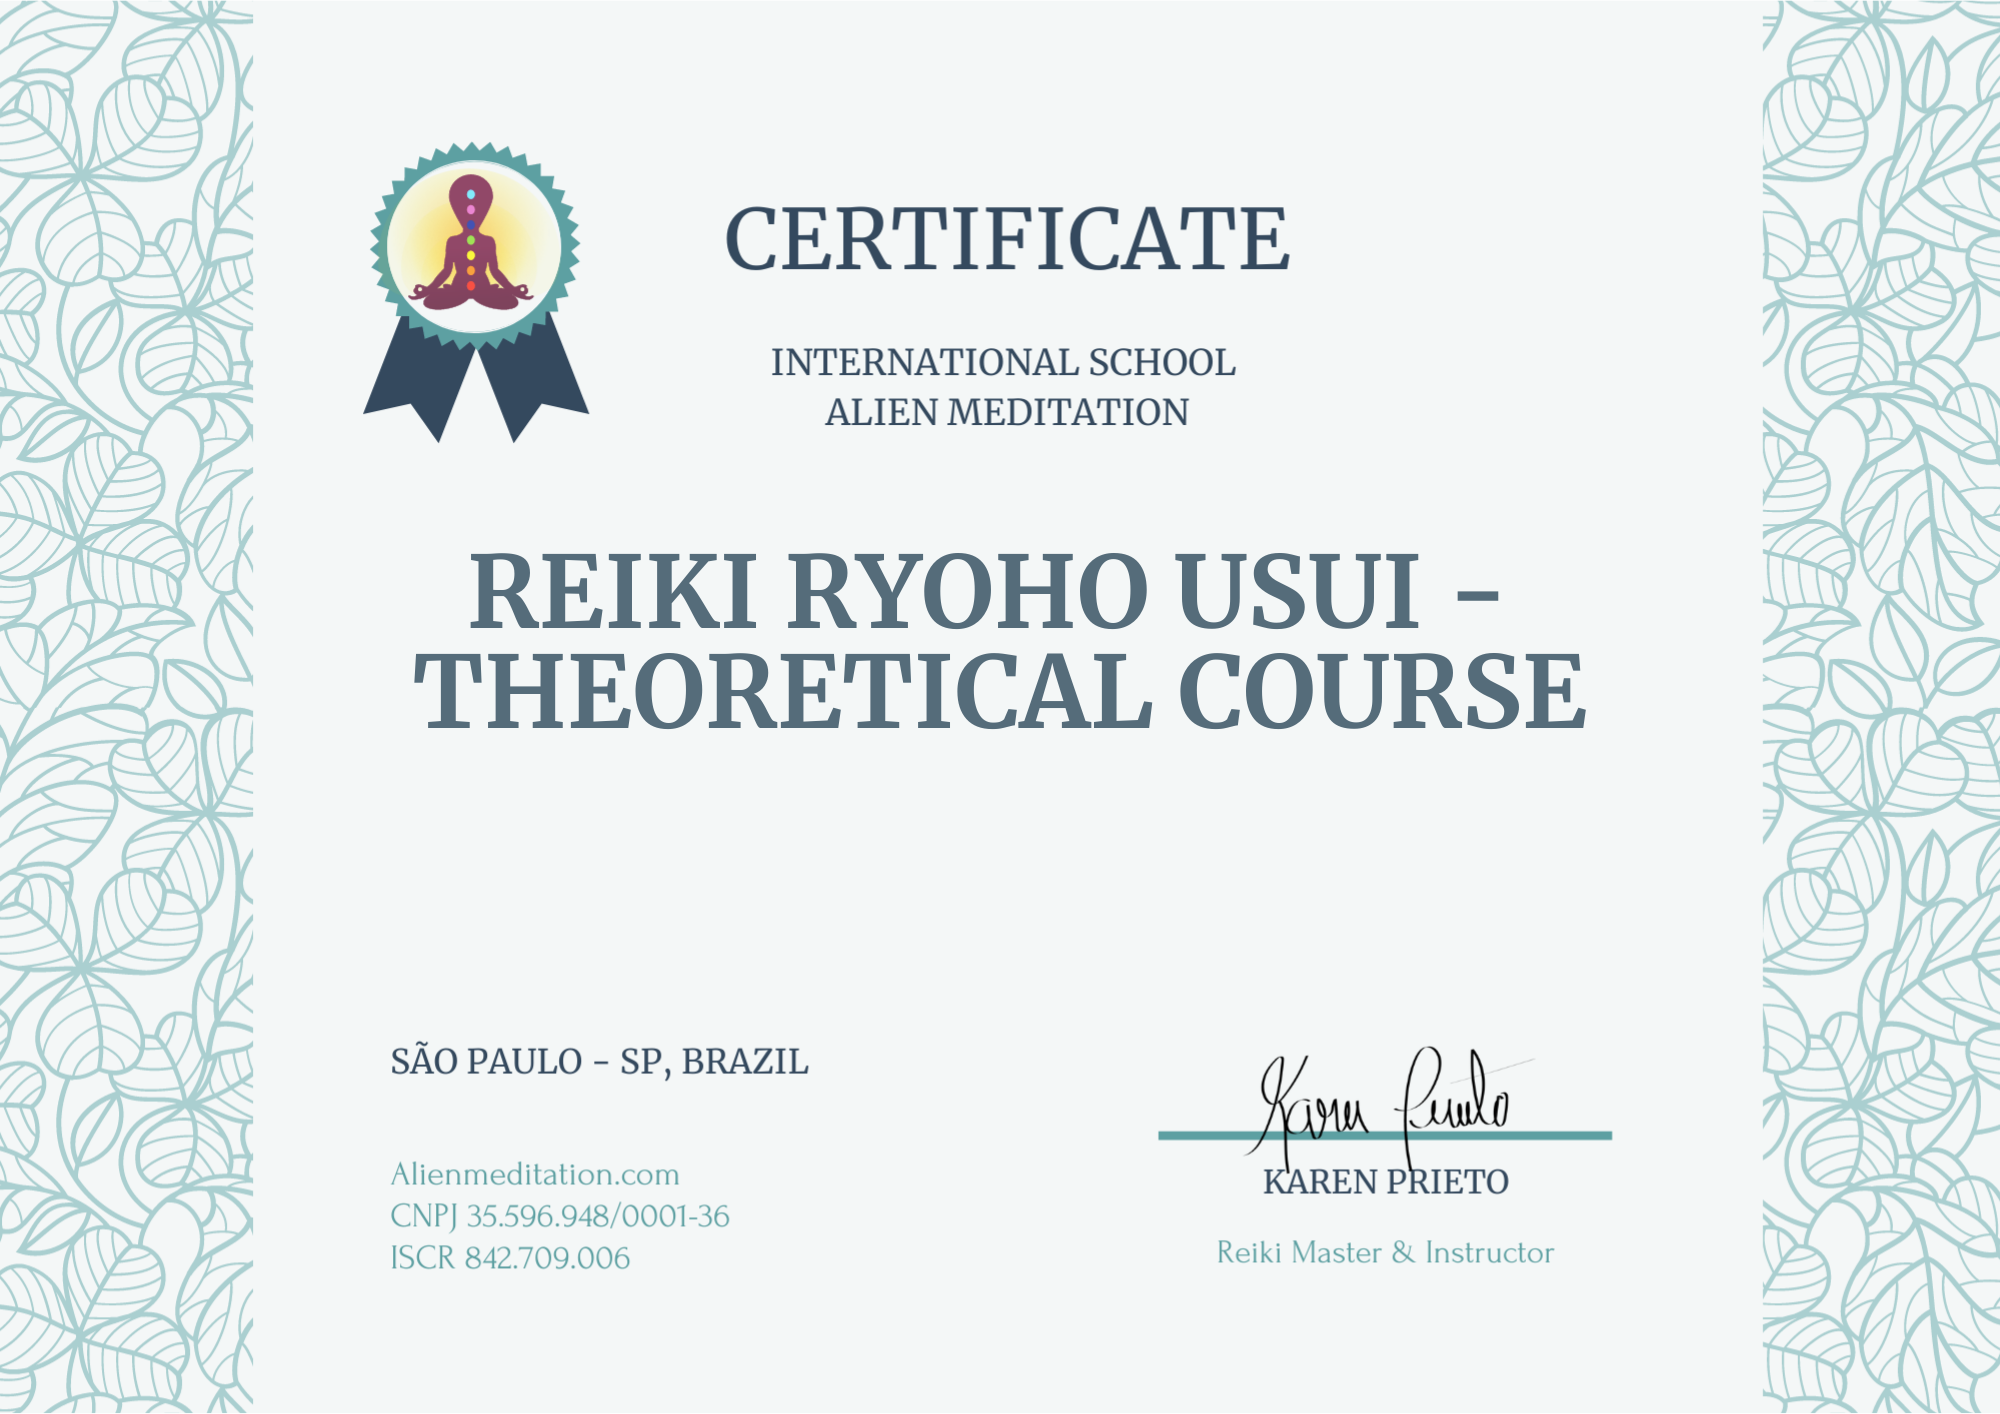 CERTIFICATE
INTERNATIONAL SCHOOL
ALIEN MEDITATION
REIKI RYOHO USUI -
THEORETICAL COURSE
SÃO PAULO - SP, BRAZIL
Alienmeditation.com
CNPJ 35.596.948/0001-36
ISCR 842.709.006
Karen Prieto
KAREN PRIETO
Reiki Master & Instructor